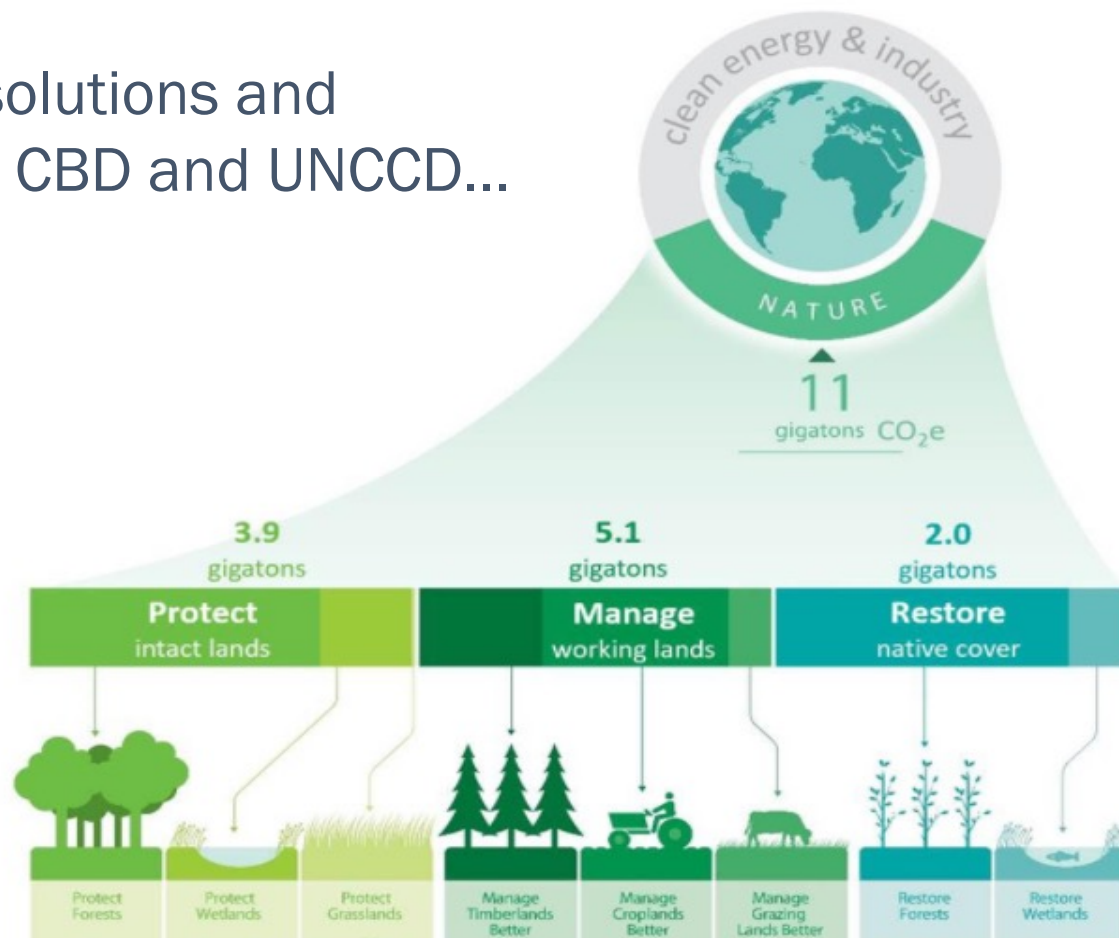 solutions and
CBD and UNCCD...
clean energy & industry
NATURE
11
gigatons CO₂e
3.9
gigatons
5.1
gigatons
2.0
gigatons
Protect
intact lands
Manage
working lands
Restore
native cover
Protect
Forests
Protect
Wetlands
Protect
Grasslands
Manage
Timberlands
Better
Manage
Croplands
Better
Manage
Grazing
Lands Better
Restore
Forests
Restore
Wetlands